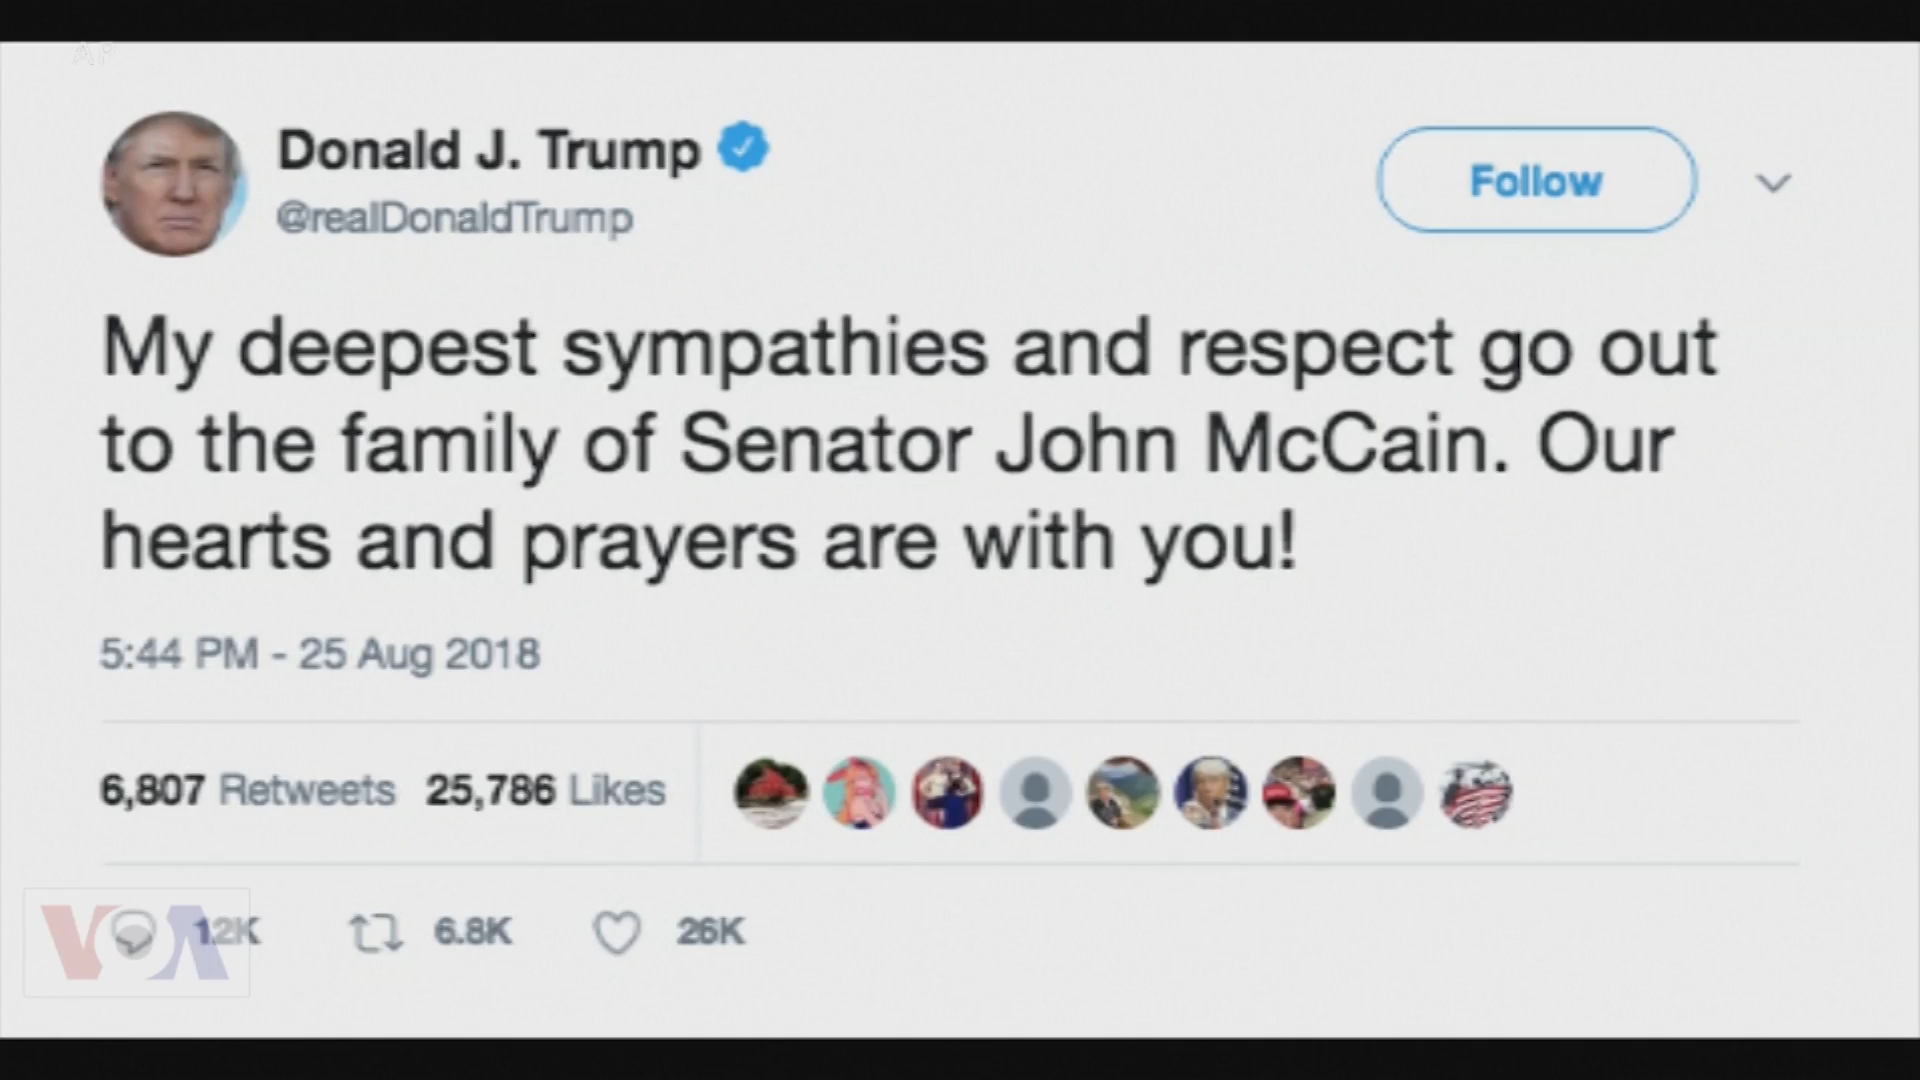 AP
Donald J. Trump
@realDonaldTrump
Follow
My deepest sympathies and respect go out
to the family of Senator John McCain. Our
hearts and prayers are with you!
5:44 PM - 25 Aug 2018
6,807 Retweets 25,786 Likes
VOA 12K 6.8K 26K